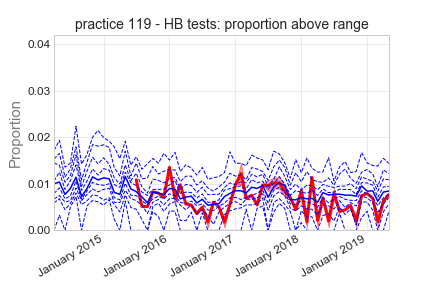 practice 119 - HB tests: proportion above range
Proportion
0.04
0.03
0.02
0.01
0.00
January 2015
January 2016
January 2017
January 2018
January 2019